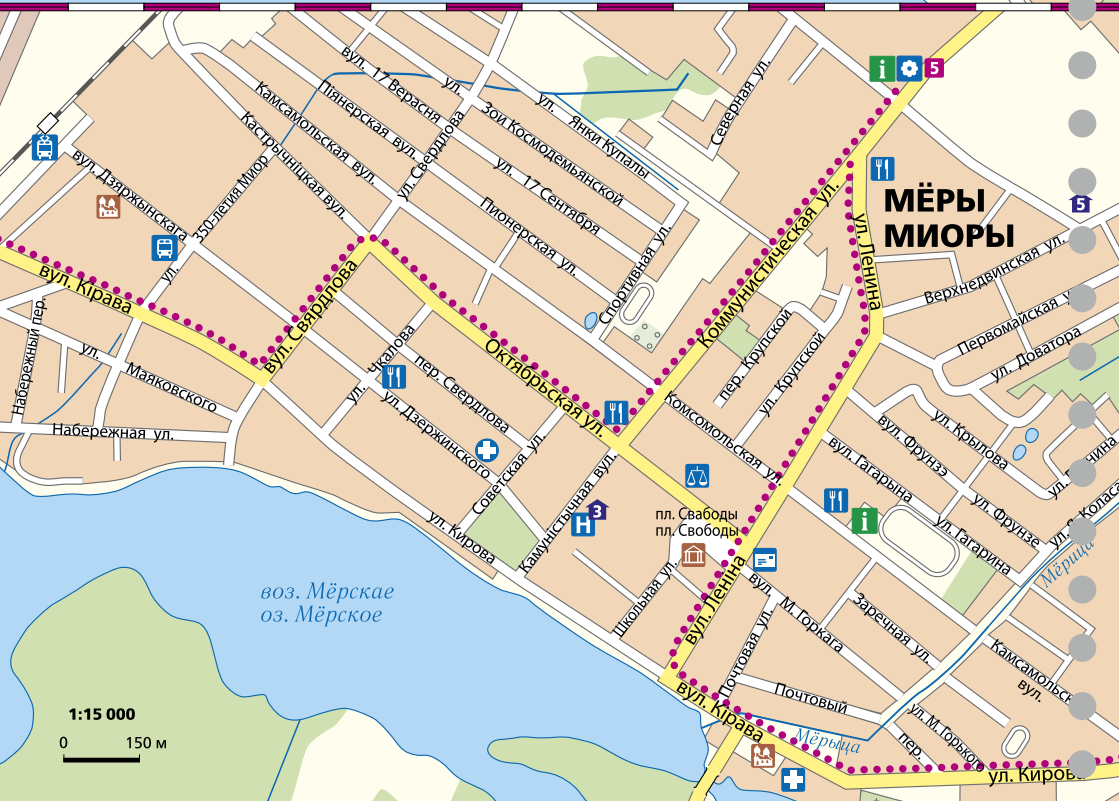 вул. 17 Верасня
ул. Зои Космодемьянской
ул. Янки Купалы
Северная ул.
i
5
Піянерская вул.
Камсамольская вул.
Кастрычніцкая вул.
ул. Свердлова
ул. 17 Сентября
Пионерская ул.
Спортивная ул.
вул. Дзяржынскага
ул. 350-летия Миор
МЁРЫ
МИОРЫ
5
Коммунистическая ул.
ул. Ленина
Верхнедвинская ул.
Первомайская
ул. Доватора
вул. Кірава
вул. Свярдлова
Набережный пер.
ул. Маяковского
Набережная ул.
ул. Чкалова
пер. Свердлова
ул. Дзержинского
Октябрьская ул.
Советская ул.
ул. Кирова
Камуністычная вул.
пер. Крупской
ул. Крупской
Комсомольская ул.
ул. Крылова
вул. Фрунзэ
вул. Гагарына
ул. Фрунзе
ул. Гагарина
H
3
пл. Свабоды
пл. Свободы
i
Мёрица
Школьная ул.
вул. Леніна
вул. М. Горкага
Заречная ул.
воз. Мёрскае
оз. Мёрское
Почтовая ул.
Почтовый
пер.
ул. М. Горького
Камсамольск
вул.
вул. Кірава
Мёрыца
ул. Кирова
1:15 000
0 150 м